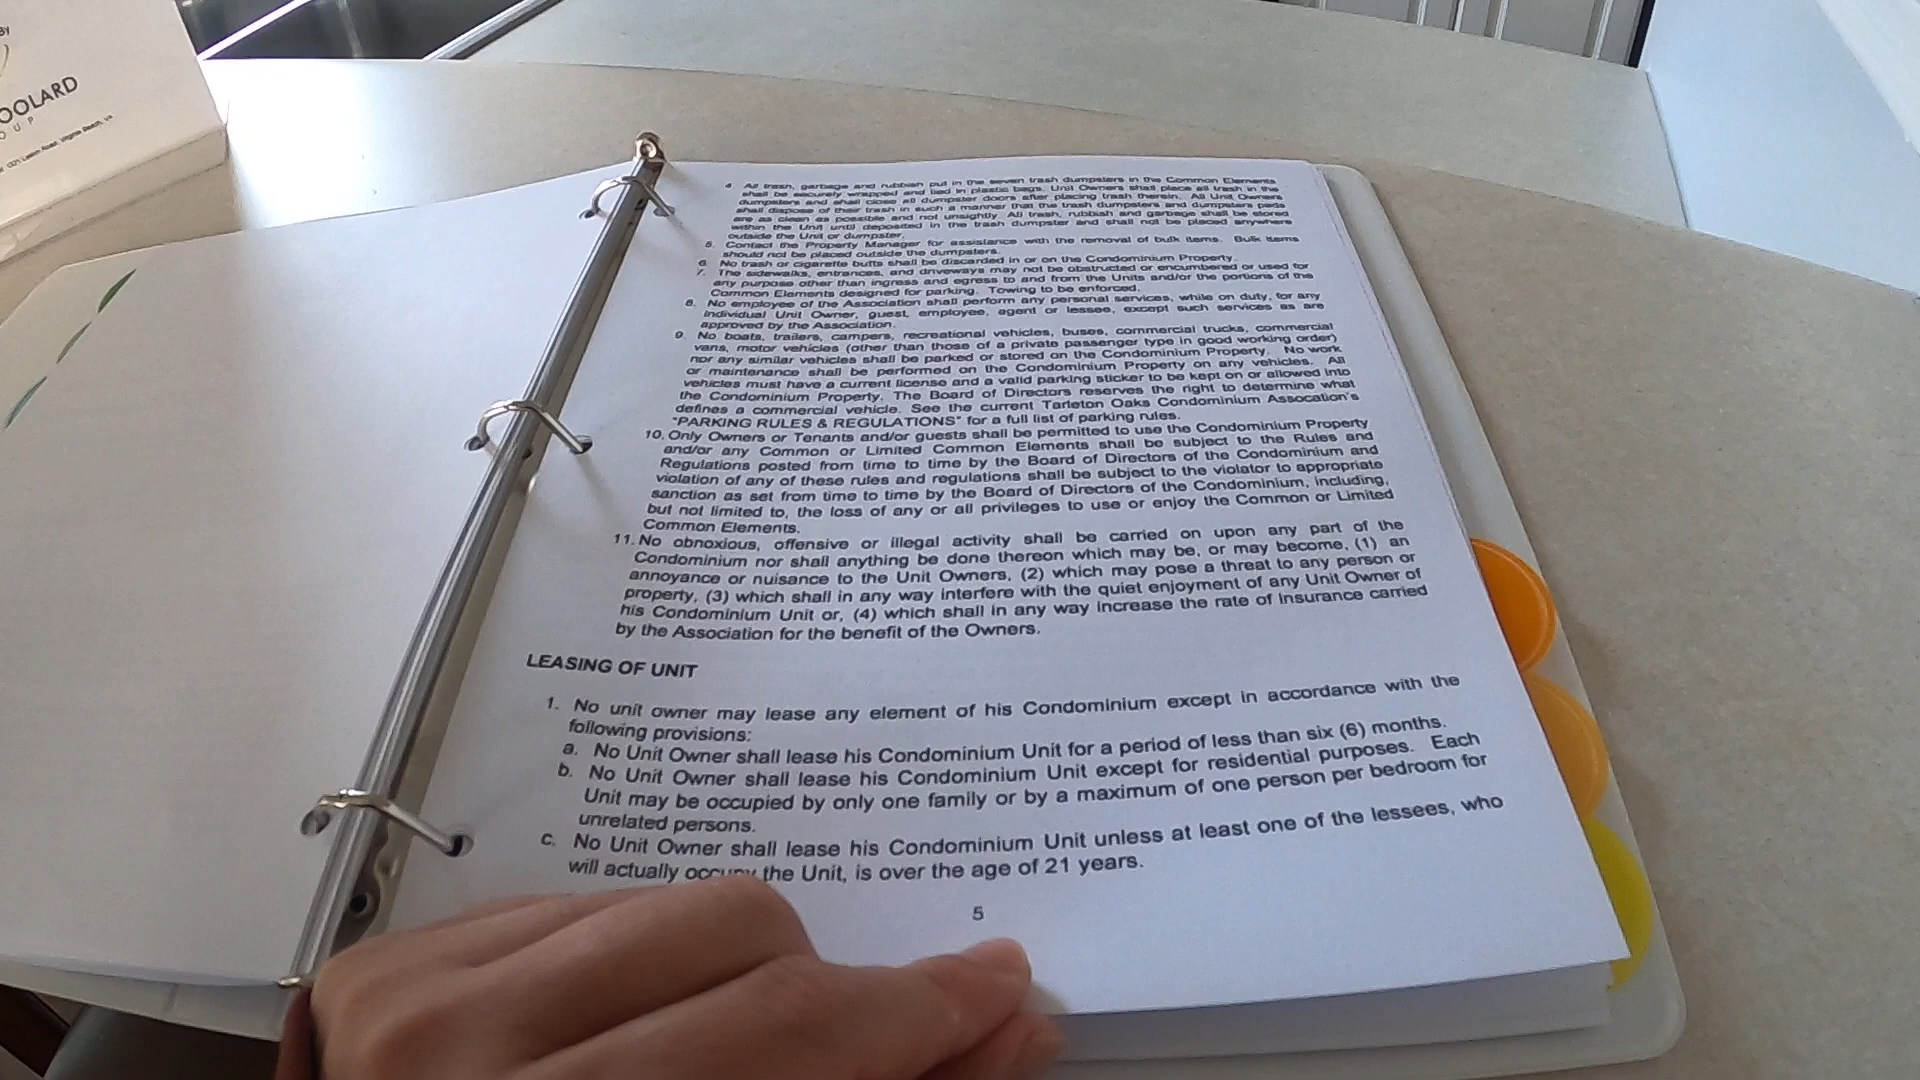 By
OOLARD
OUP
Virginia Beach, VA
4. All trash, garbage and rubbish put in the seven trash dumpsters in the Common Elements
shall be securely wrapped and tied in plastic bags. Unit Owners shall place all trash in the
dumpsters and shall close all dumpster doors after placing trash therein. All Unit Owners
shall dispose of their trash in such a manner that the trash dumpsters and dumpsters pads
are as clean as possible and not unsightly. All trash, rubbish and garbage shall be stored
within the Unit until deposited in the trash dumpster and shall not be placed anywhere
outside the Unit or dumpster.
5. Contact the Property Manager for assistance with the removal of bulk items. Bulk items
should not be placed outside the dumpsters.
6. No trash or cigarette butts shall be discarded in or on the Condominium Property.
7. The sidewalks, entrances, and driveways may not be obstructed or encumbered or used for
any purpose other than ingress and egress to and from the Units and/or the portions of the
Common Elements designed for parking. Towing to be enforced.
8. No employee of the Association shall perform any personal services, while on duty, for any
individual Unit Owner, guest, employee, agent or lessee, except such services as are
approved by the Association.
9. No boats, trailers, campers, recreational vehicles, buses, commercial trucks, commercial
vans, motor vehicles (other than those of a private passenger type in good working order)
nor any similar vehicles shall be parked or stored on the Condominium Property. No work
or maintenance shall be performed on the Condominium Property on any vehicles. All
vehicles must have a current license and a valid parking sticker to be kept on or allowed into
the Condominium Property. The Board of Directors reserves the right to determine what
defines a commercial vehicle. See the current Tarleton Oaks Condominium Assocation's
"PARKING RULES & REGULATIONS" for a full list of parking rules.
10. Only Owners or Tenants and/or guests shall be permitted to use the Condominium Property
and/or any Common or Limited Common Elements shall be subject to the Rules and
Regulations posted from time to time by the Board of Directors of the Condominium and
violation of any of these rules and regulations shall be subject to the violator to appropriate
sanction as set from time to time by the Board of Directors of the Condominium, including,
but not limited to, the loss of any or all privileges to use or enjoy the Common or Limited
Common Elements.
11. No obnoxious, offensive or illegal activity shall be carried on upon any part of the
Condominium nor shall anything be done thereon which may be, or may become, (1) an
annoyance or nuisance to the Unit Owners, (2) which may pose a threat to any person or
property, (3) which shall in any way interfere with the quiet enjoyment of any Unit Owner of
his Condominium Unit or, (4) which shall in any way increase the rate of insurance carried
by the Association for the benefit of the Owners.
LEASING OF UNIT
1. No unit owner may lease any element of his Condominium except in accordance with the
following provisions:
a. No Unit Owner shall lease his Condominium Unit for a period of less than six (6) months.
b. No Unit Owner shall lease his Condominium Unit except for residential purposes. Each
Unit may be occupied by only one family or by a maximum of one person per bedroom for
unrelated persons.
c. No Unit Owner shall lease his Condominium Unit unless at least one of the lessees, who
will actually occupy the Unit, is over the age of 21 years.
5